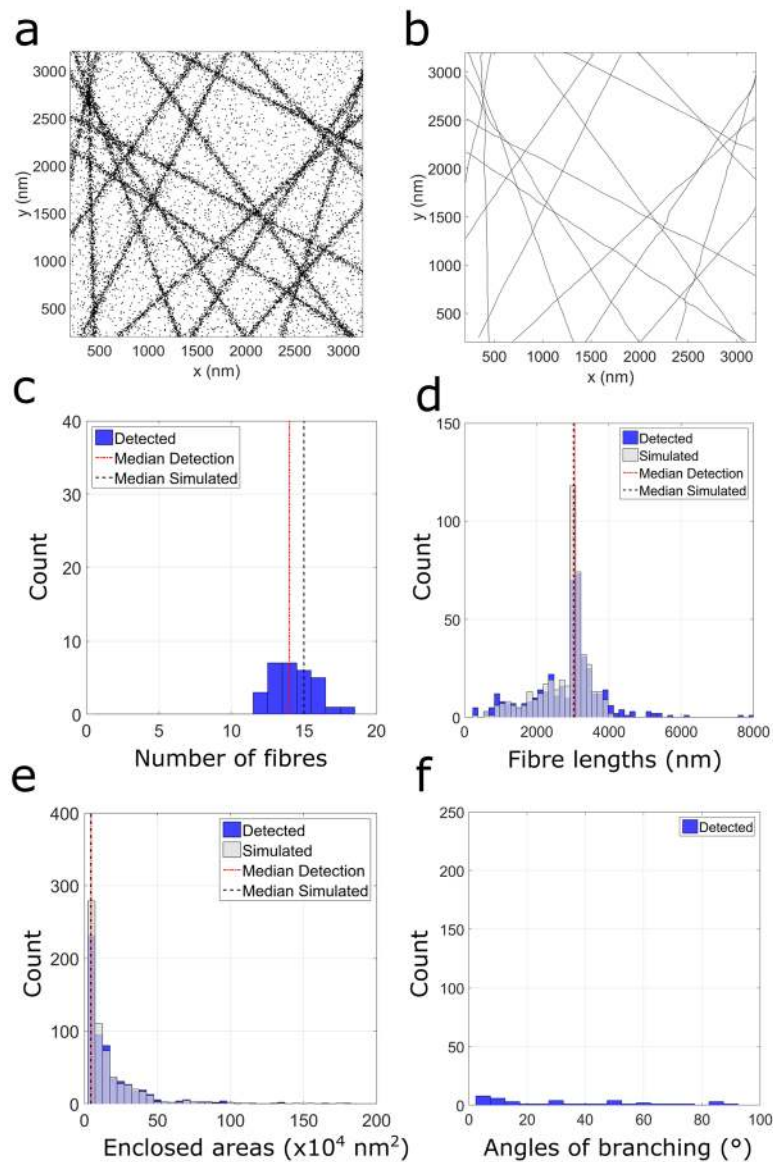 a
b
3000
2500
2000
1500
1000
500
y (nm)
500 1000 1500 2000 2500 3000
x (nm)
3000
2500
2000
1500
1000
500
y (nm)
500 1000 1500 2000 2500 3000
x (nm)
c
40
30
20
10
0
Count
Detected
Median Detection
Median Simulated
0 5 10 15 20
Number of fibres
d
150
100
50
0
Count
Detected
Simulated
Median Detection
Median Simulated
0 2000 4000 6000 8000
Fibre lengths (nm)
e
400
300
200
100
0
Count
Detected
Simulated
Median Detection
Median Simulated
0 50 100 150 200
Enclosed areas (x10⁴ nm²)
f
250
200
150
100
50
0
Count
Detected
0 20 40 60 80 100
Angles of branching (°)